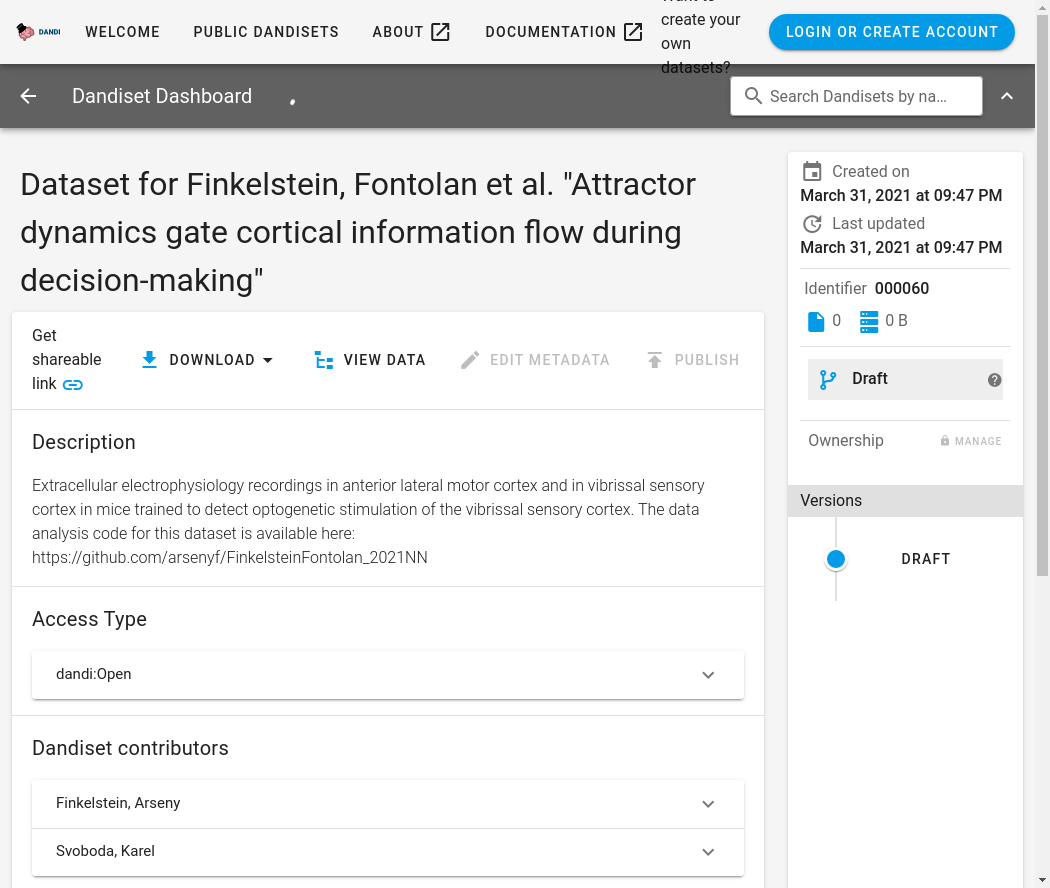 DANDI
WELCOME
PUBLIC DANDISETS
ABOUT
DOCUMENTATION
create your
own
datasets?
LOGIN OR CREATE ACCOUNT
Dandiset Dashboard
Search Dandisets by na...
Dataset for Finkelstein, Fontolan et al. "Attractor
dynamics gate cortical information flow during
decision-making"
Get
shareable
link
DOWNLOAD
VIEW DATA
EDIT METADATA
PUBLISH
Description
Extracellular electrophysiology recordings in anterior lateral motor cortex and in vibrissal sensory
cortex in mice trained to detect optogenetic stimulation of the vibrissal sensory cortex. The data
analysis code for this dataset is available here:
https://github.com/arsenyf/FinkelsteinFontolan_2021NN
Access Type
dandi:Open
Dandiset contributors
Finkelstein, Arseny
Svoboda, Karel
Created on
March 31, 2021 at 09:47 PM
Last updated
March 31, 2021 at 09:47 PM
Identifier 000060
0 0 B
Draft
Ownership MANAGE
Versions
DRAFT